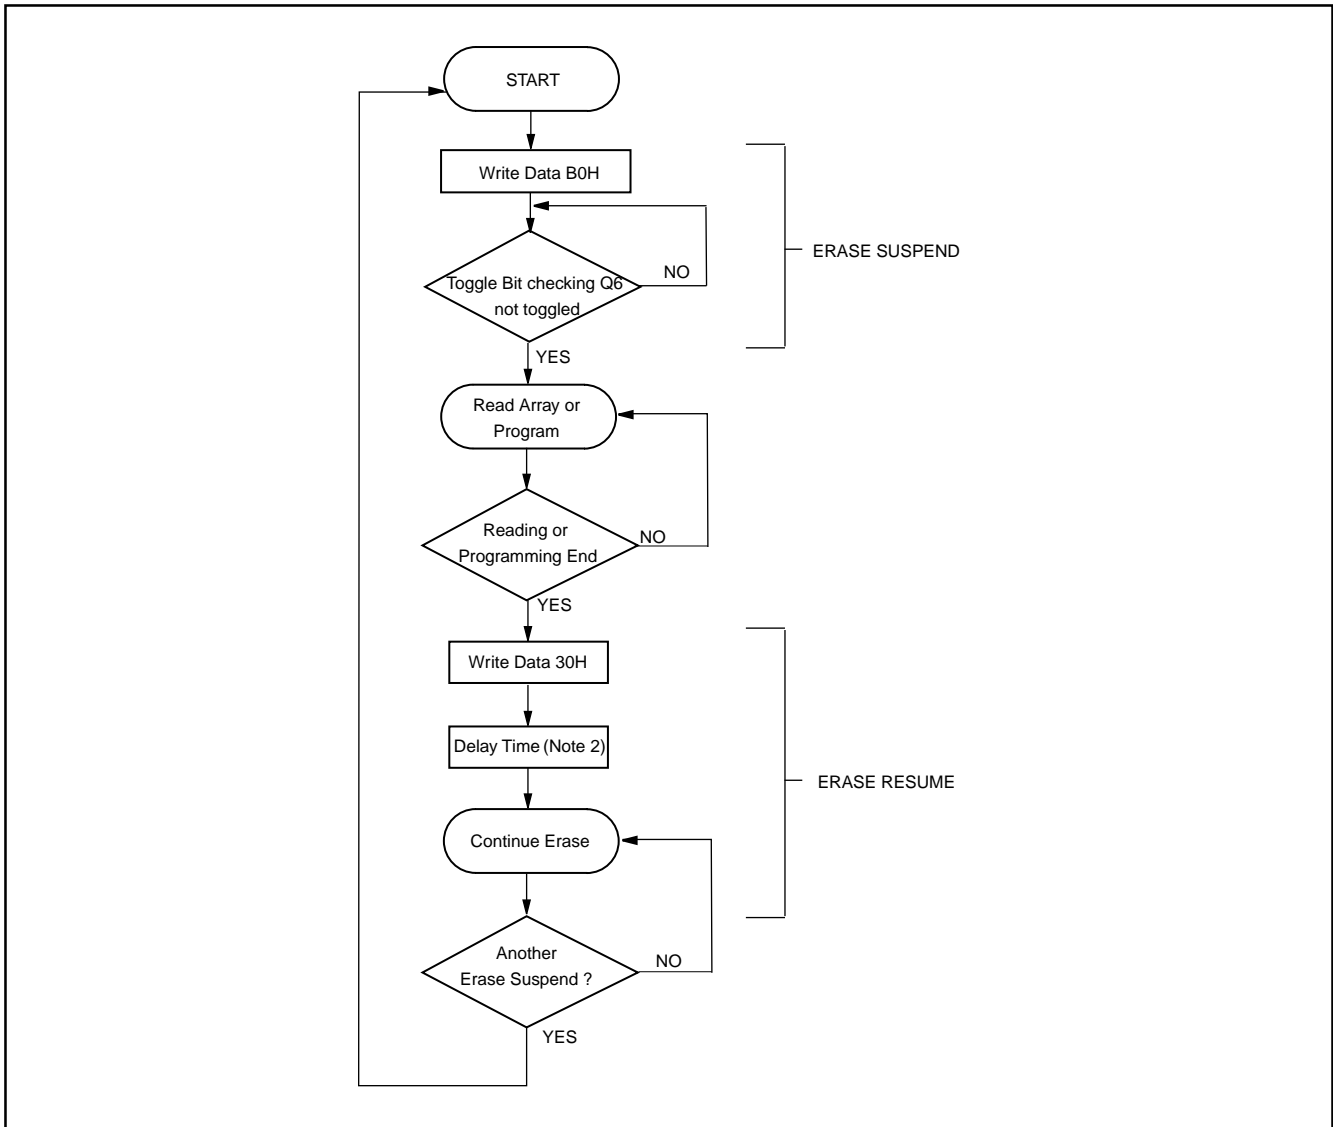 START
Write Data B0H
ERASE SUSPEND
Toggle Bit checking Q6
not toggled
NO
YES
Read Array or
Program
Reading or
Programming End
NO
YES
Write Data 30H
Delay Time (Note 2)
ERASE RESUME
Continue Erase
Another
Erase Suspend ?
NO
YES